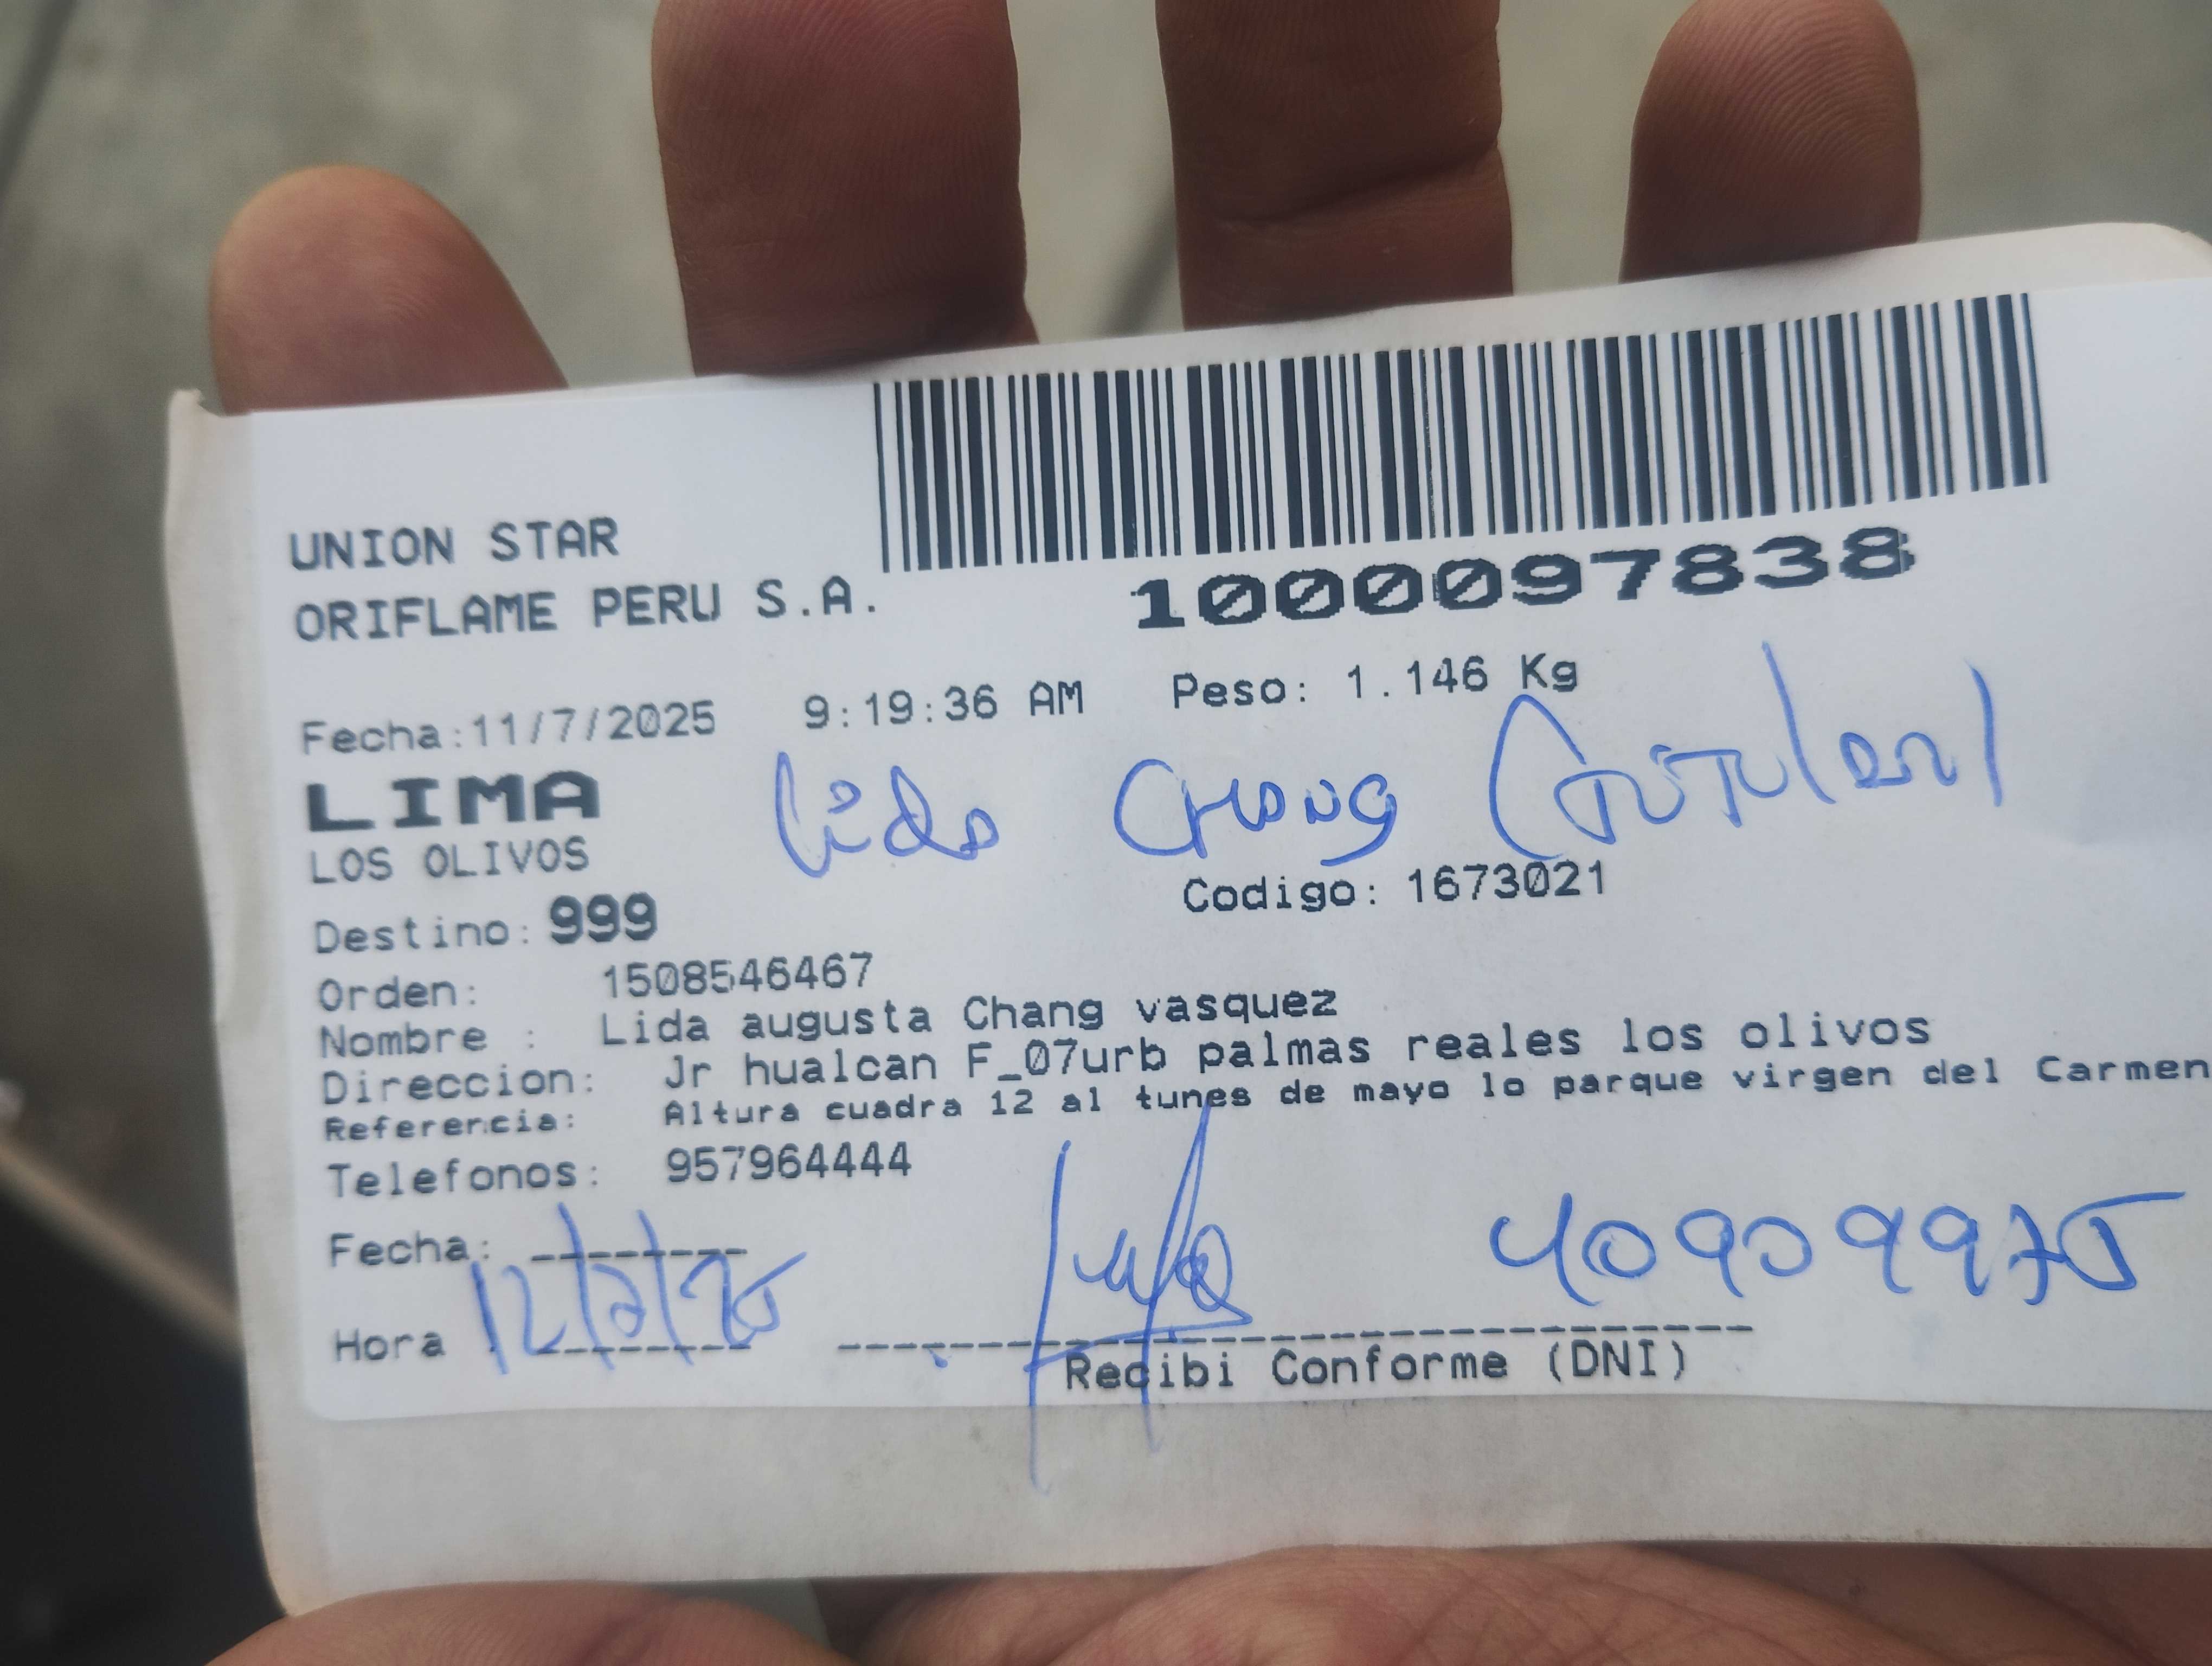 UNION STAR
ORIFLAME PERU S.A.
1000097838
Fecha:11/7/2025 9:19:36 AM Peso: 1.146 Kg
LIMA
Lida Chang (Titular)
LOS OLIVOS
Codigo: 1673021
Destino: 999
Orden: 1508546467
Nombre : Lida augusta Chang vasquez
Direccion: Jr hualcan F_07urb palmas reales los olivos
Referencia: Altura cuadra 12 al tunes de mayo lo parque virgen del Carmen
Telefonos: 957964444
Fecha:
12/7/25
40909975
Hora
Recibi Conforme (DNI)